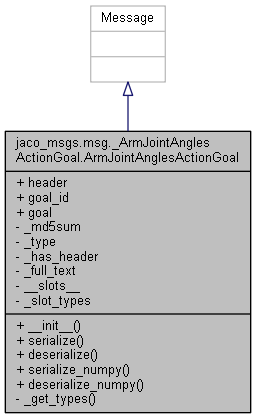 Message
jaco_msgs.msg._ArmJointAngles
ActionGoal.ArmJointAnglesActionGoal
+ header
+ goal_id
+ goal
- _md5sum
- _type
- _has_header
- _full_text
- __slots__
- _slot_types
+ __init__()
+ serialize()
+ deserialize()
+ serialize_numpy()
+ deserialize_numpy()
- _get_types()